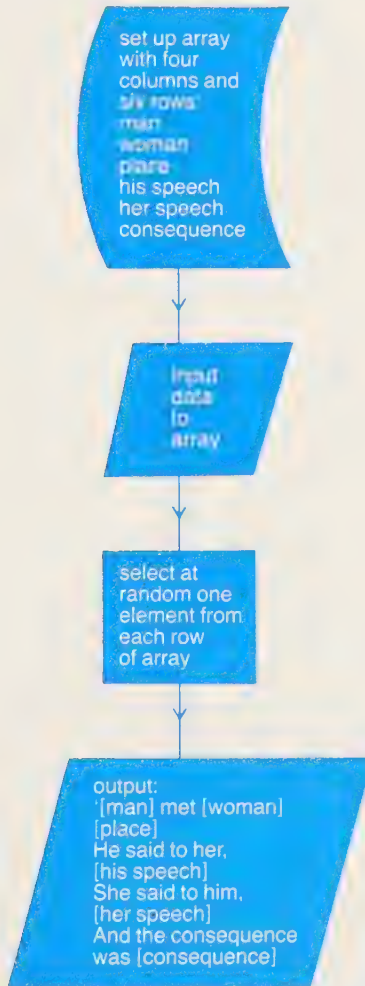 set up array
with four
columns and
six rows:
man
woman
place
his speech
her speech
consequence
input
data
to
array
select at
random one
element from
each row
of array
output:
'[man] met [woman]
[place]
He said to her,
[his speech]
She said to him,
[her speech]
And the consequence
was [consequence]